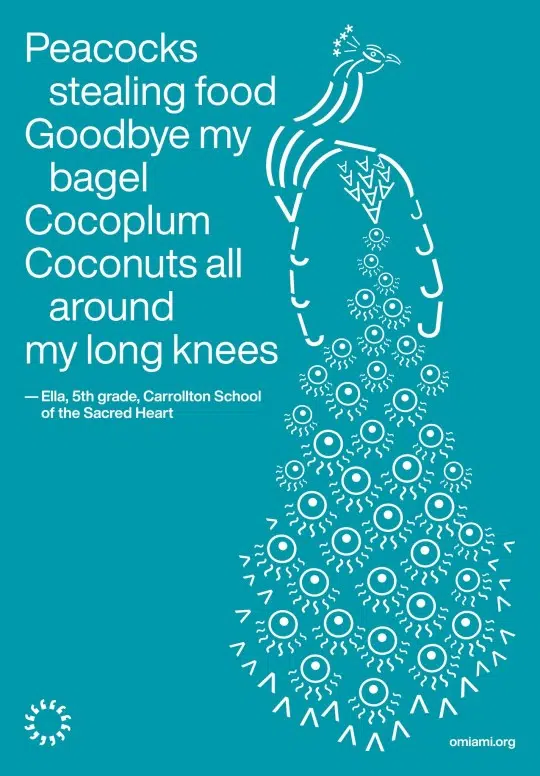 Peacocks
stealing food
Goodbye my
bagel
Cocoplum
Coconuts all
around
my long knees
— Ella, 5th grade, Carrollton School
of the Sacred Heart
omiami.org